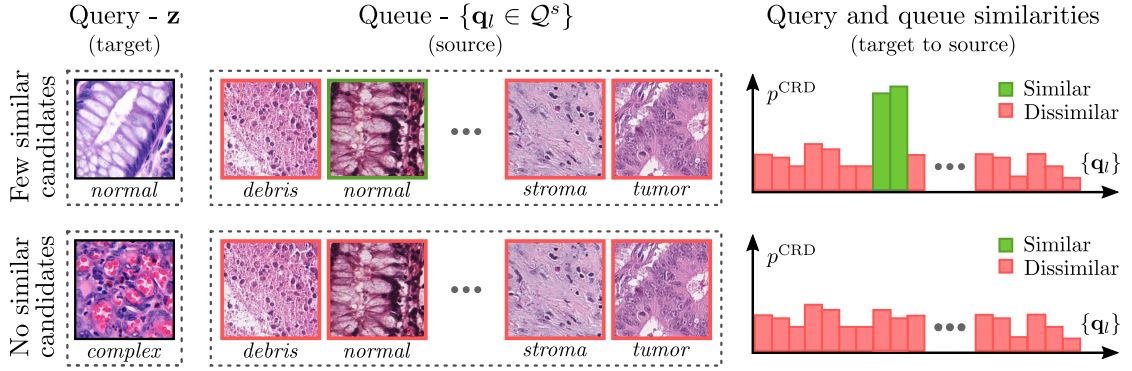 Query - z
(target)
Queue - {q_l ∈ Q^s}
(source)
Query and queue similarities
(target to source)
Few similar
candidates
normal
debris
normal
stroma
tumor
p^CRD
Similar
Dissimilar
{q_l}
No similar
candidates
complex
debris
normal
stroma
tumor
p^CRD
Similar
Dissimilar
{q_l}